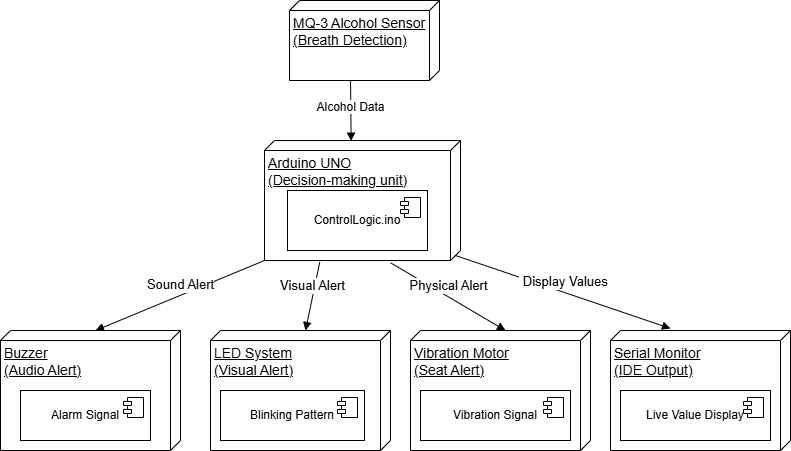 MQ-3 Alcohol Sensor
(Breath Detection)
Alcohol Data
Arduino UNO
(Decision-making unit)
ControlLogic.ino
Sound Alert
Visual Alert
Physical Alert
Display Values
Buzzer
(Audio Alert)
Alarm Signal
LED System
(Visual Alert)
Blinking Pattern
Vibration Motor
(Seat Alert)
Vibration Signal
Serial Monitor
(IDE Output)
Live Value Display